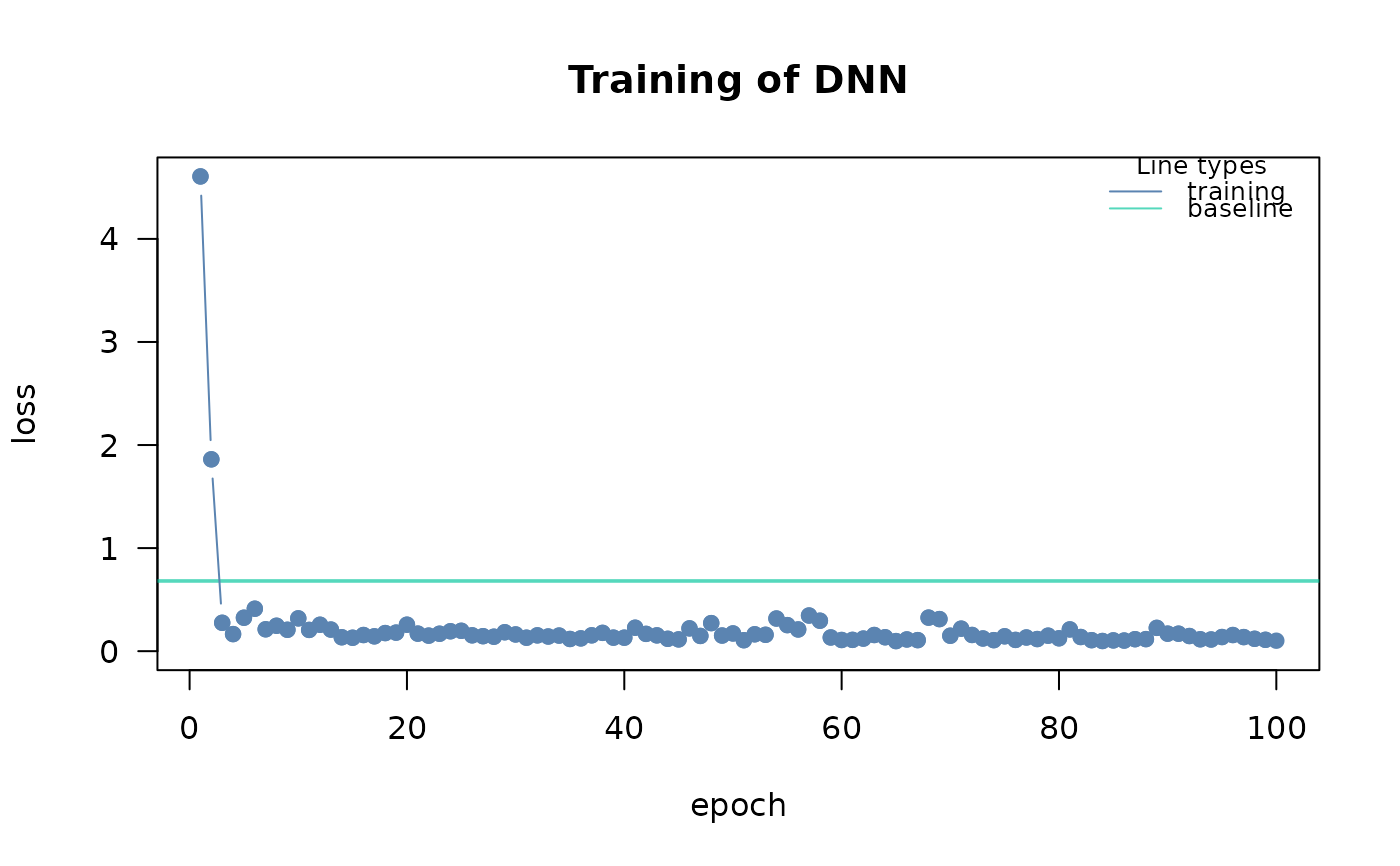 Training of DNN
Line types
training
baseline
loss
4
3
2
1
0
0 20 40 60 80 100
epoch